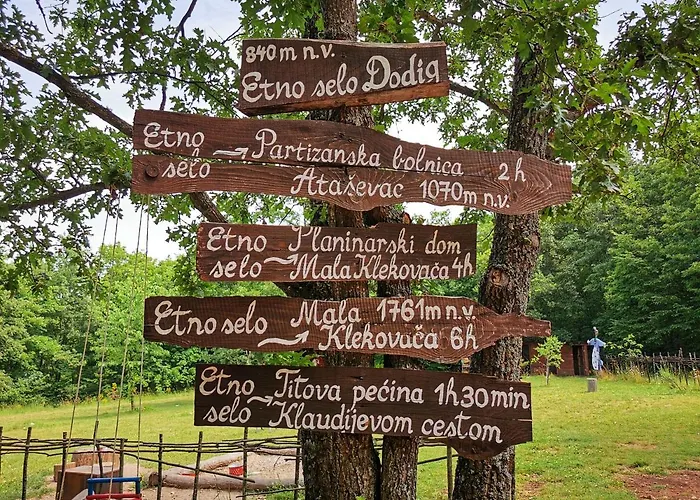 840 m n.v.
Etno selo Dodig
Etno → Partizanska bolnica 2h
selo Ataševac 1070m n.v.
Etno Planinarski dom
selo → Mala Klekovača 4h
Etno selo Mala 1761m n.v.
→ Klekovača 6h
Etno → Titova pećina 1h30min
selo Klaudijevom cestom